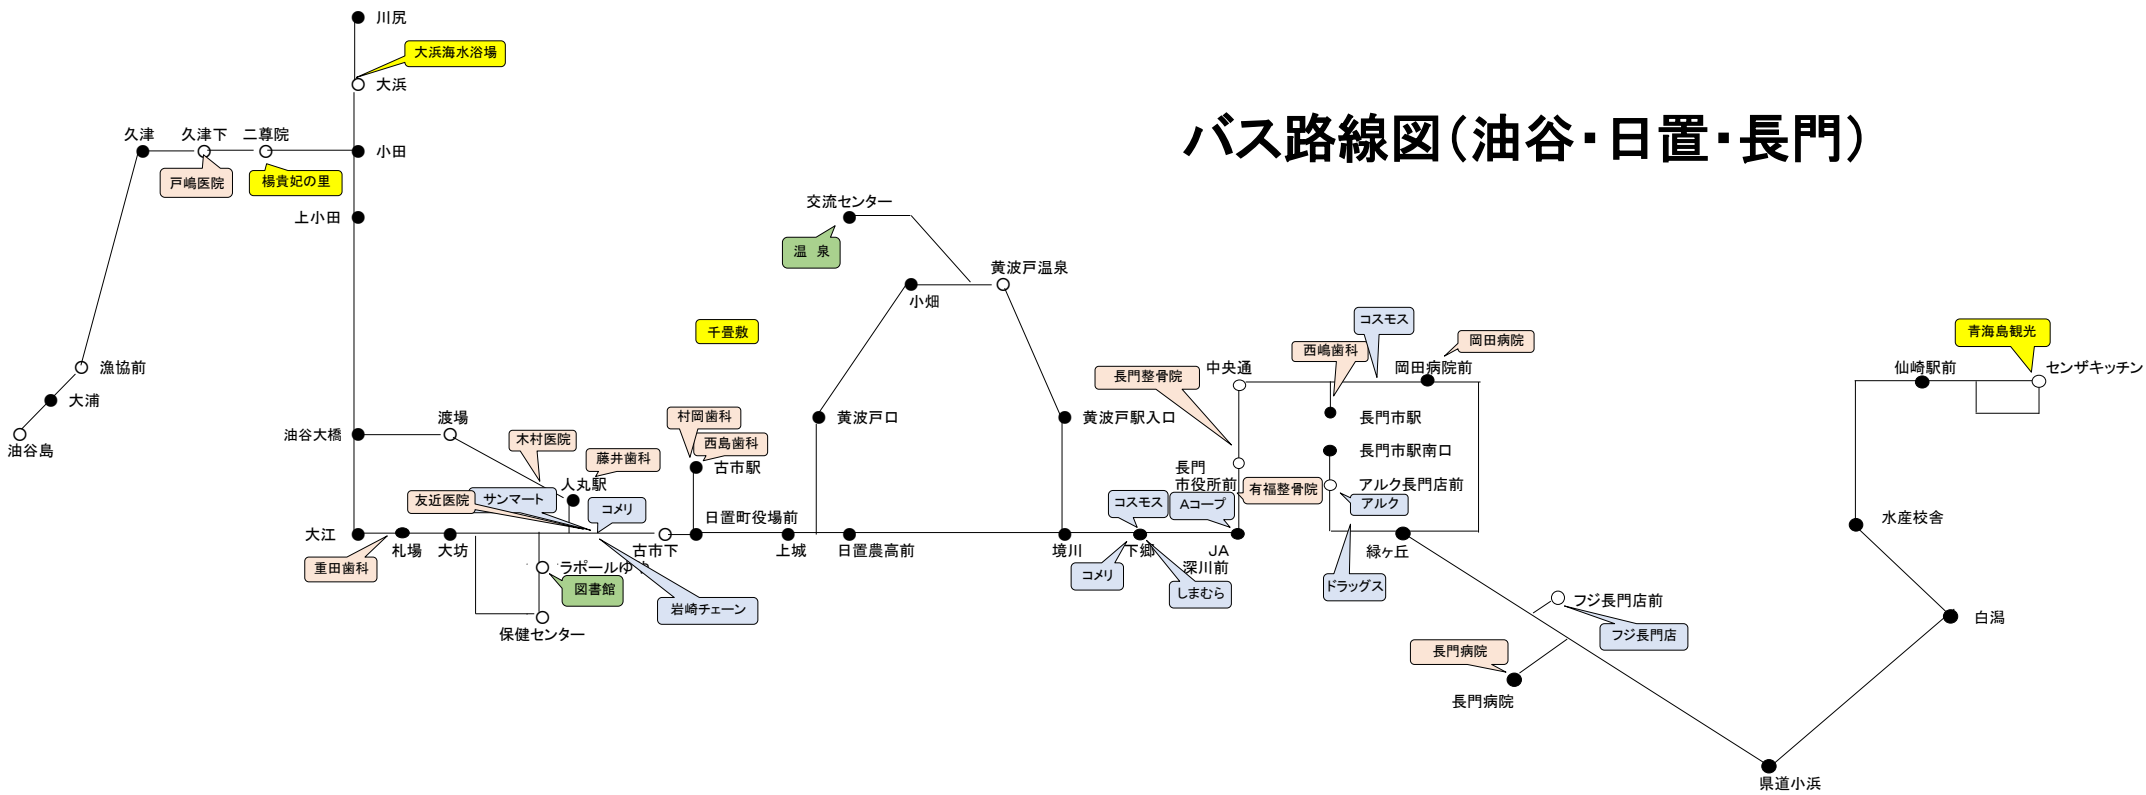 バス路線図（油谷・日置・長門）
川尻
大浜海水浴場
大浜
久津
久津下
二尊院
小田
戸嶋医院
楊貴妃の里
上小田
交流センター
温　泉
黄波戸温泉
小畑
千畳敷
漁協前
大浦
油谷島
油谷大橋
渡場
木村医院
藤井歯科
人丸駅
友近医院
サンマート
コメリ
村岡歯科
西島歯科
古市駅
黄波戸口
黄波戸駅入口
大江
札場
大坊
重田歯科
古市下
日置町役場前
上城
日置農高前
境川
下郷
JA
深川前
ラポールゆや
図書館
保健センター
岩崎チェーン
コスモス
Aコープ
コメリ
しまむら
長門整骨院
中央通
長門
市役所前
有福整骨院
西嶋歯科
コスモス
岡田病院
岡田病院前
長門市駅
長門市駅南口
アルク長門店前
アルク
緑ヶ丘
ドラッグス
フジ長門店前
フジ長門店
長門病院
長門病院
青海島観光
仙崎駅前
センザキッチン
水産校舎
白潟
県道小浜